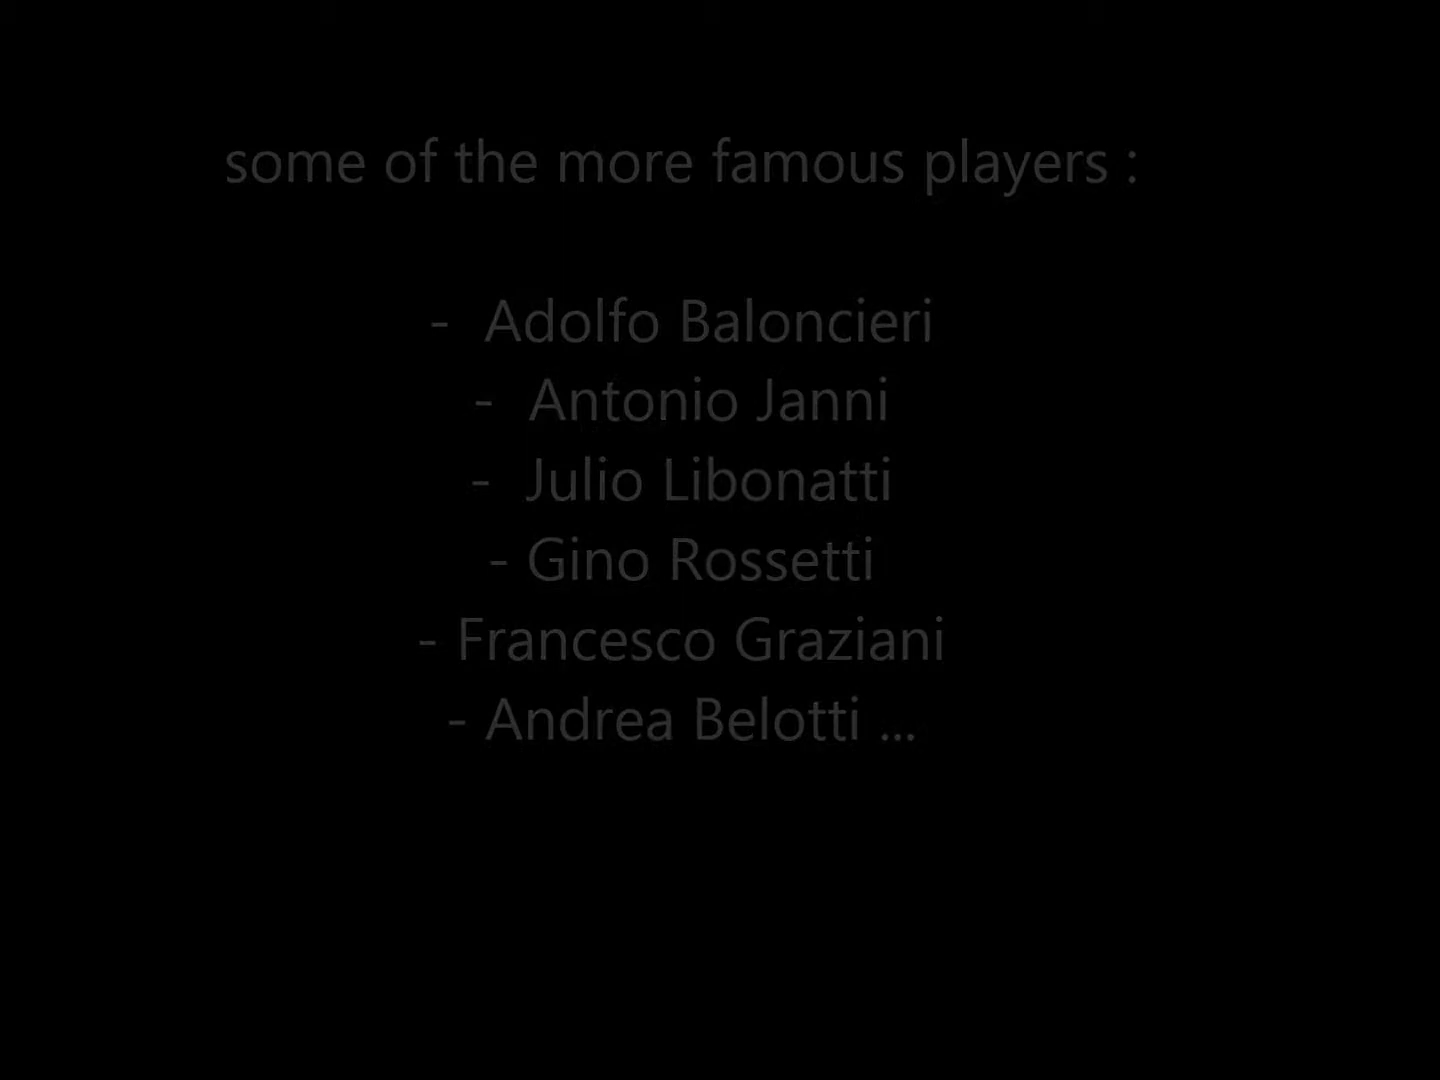 some of the more famous players :
- Adolfo Baloncieri
- Antonio Janni
- Julio Libonatti
- Gino Rossetti
- Francesco Graziani
- Andrea Belotti ...